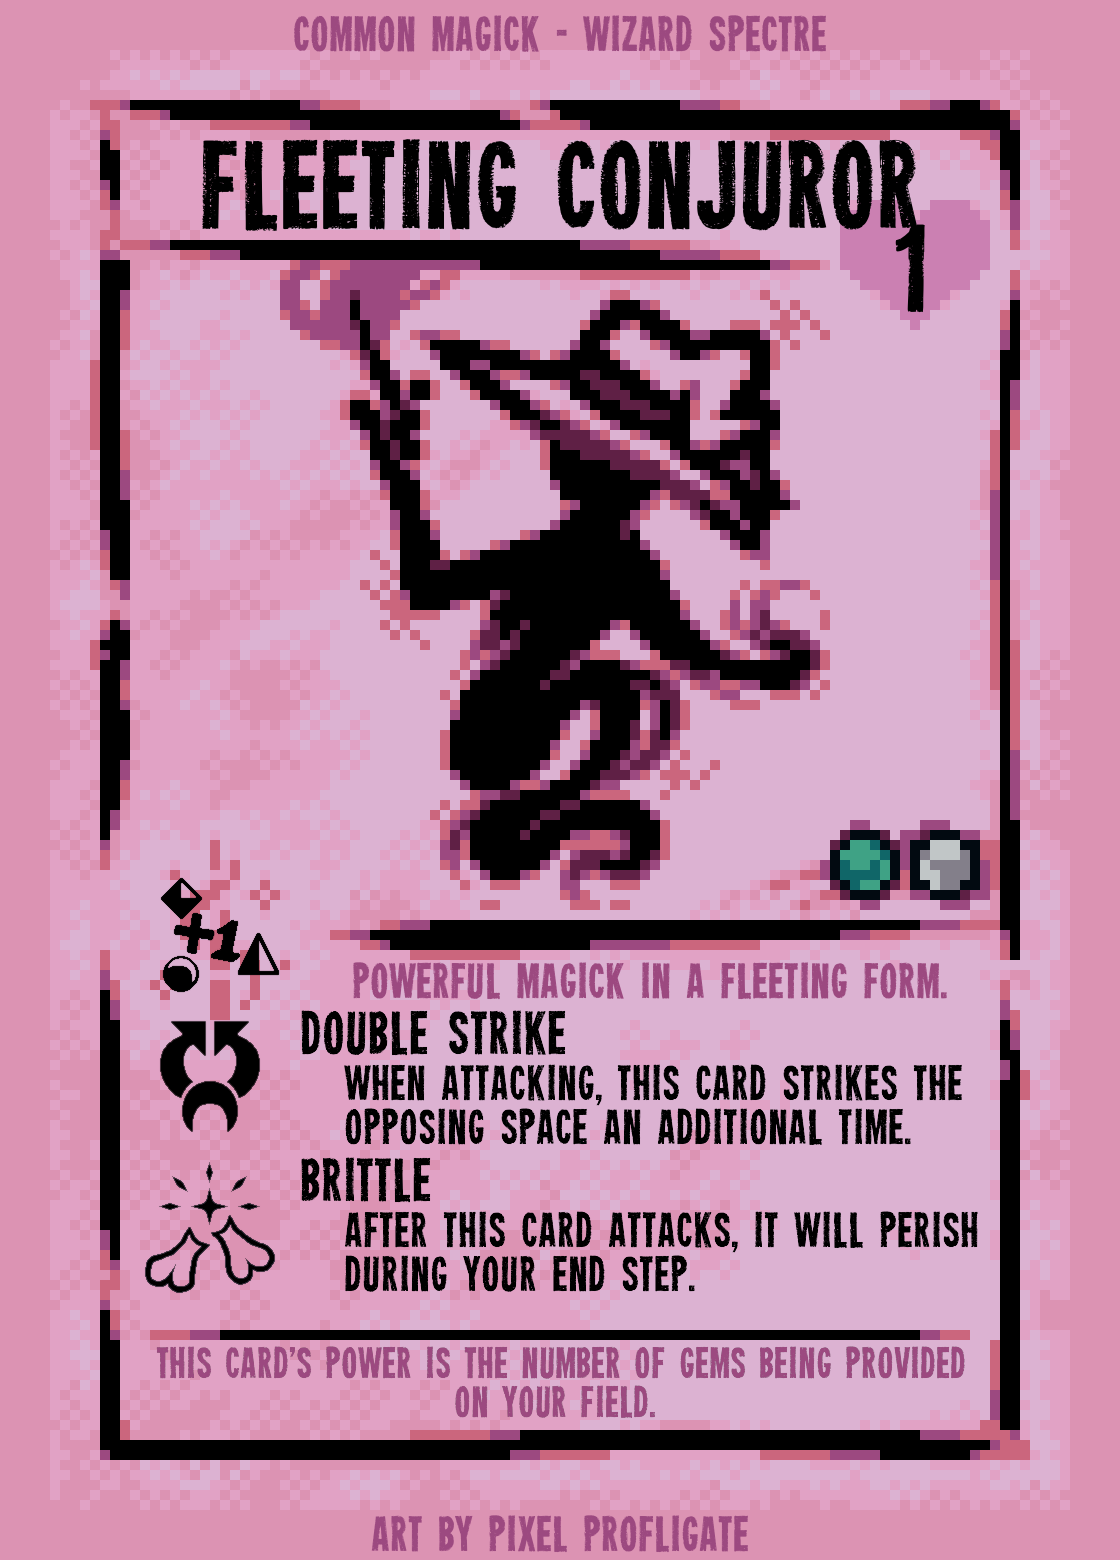 COMMON MAGICK - WIZARD SPECTRE
FLEETING CONJUROR
1
+1
POWERFUL MAGICK IN A FLEETING FORM.
DOUBLE STRIKE
WHEN ATTACKING, THIS CARD STRIKES THE
OPPOSING SPACE AN ADDITIONAL TIME.
BRITTLE
AFTER THIS CARD ATTACKS, IT WILL PERISH
DURING YOUR END STEP.
THIS CARD'S POWER IS THE NUMBER OF GEMS BEING PROVIDED
ON YOUR FIELD.
ART BY PIXEL PROFLIGATE